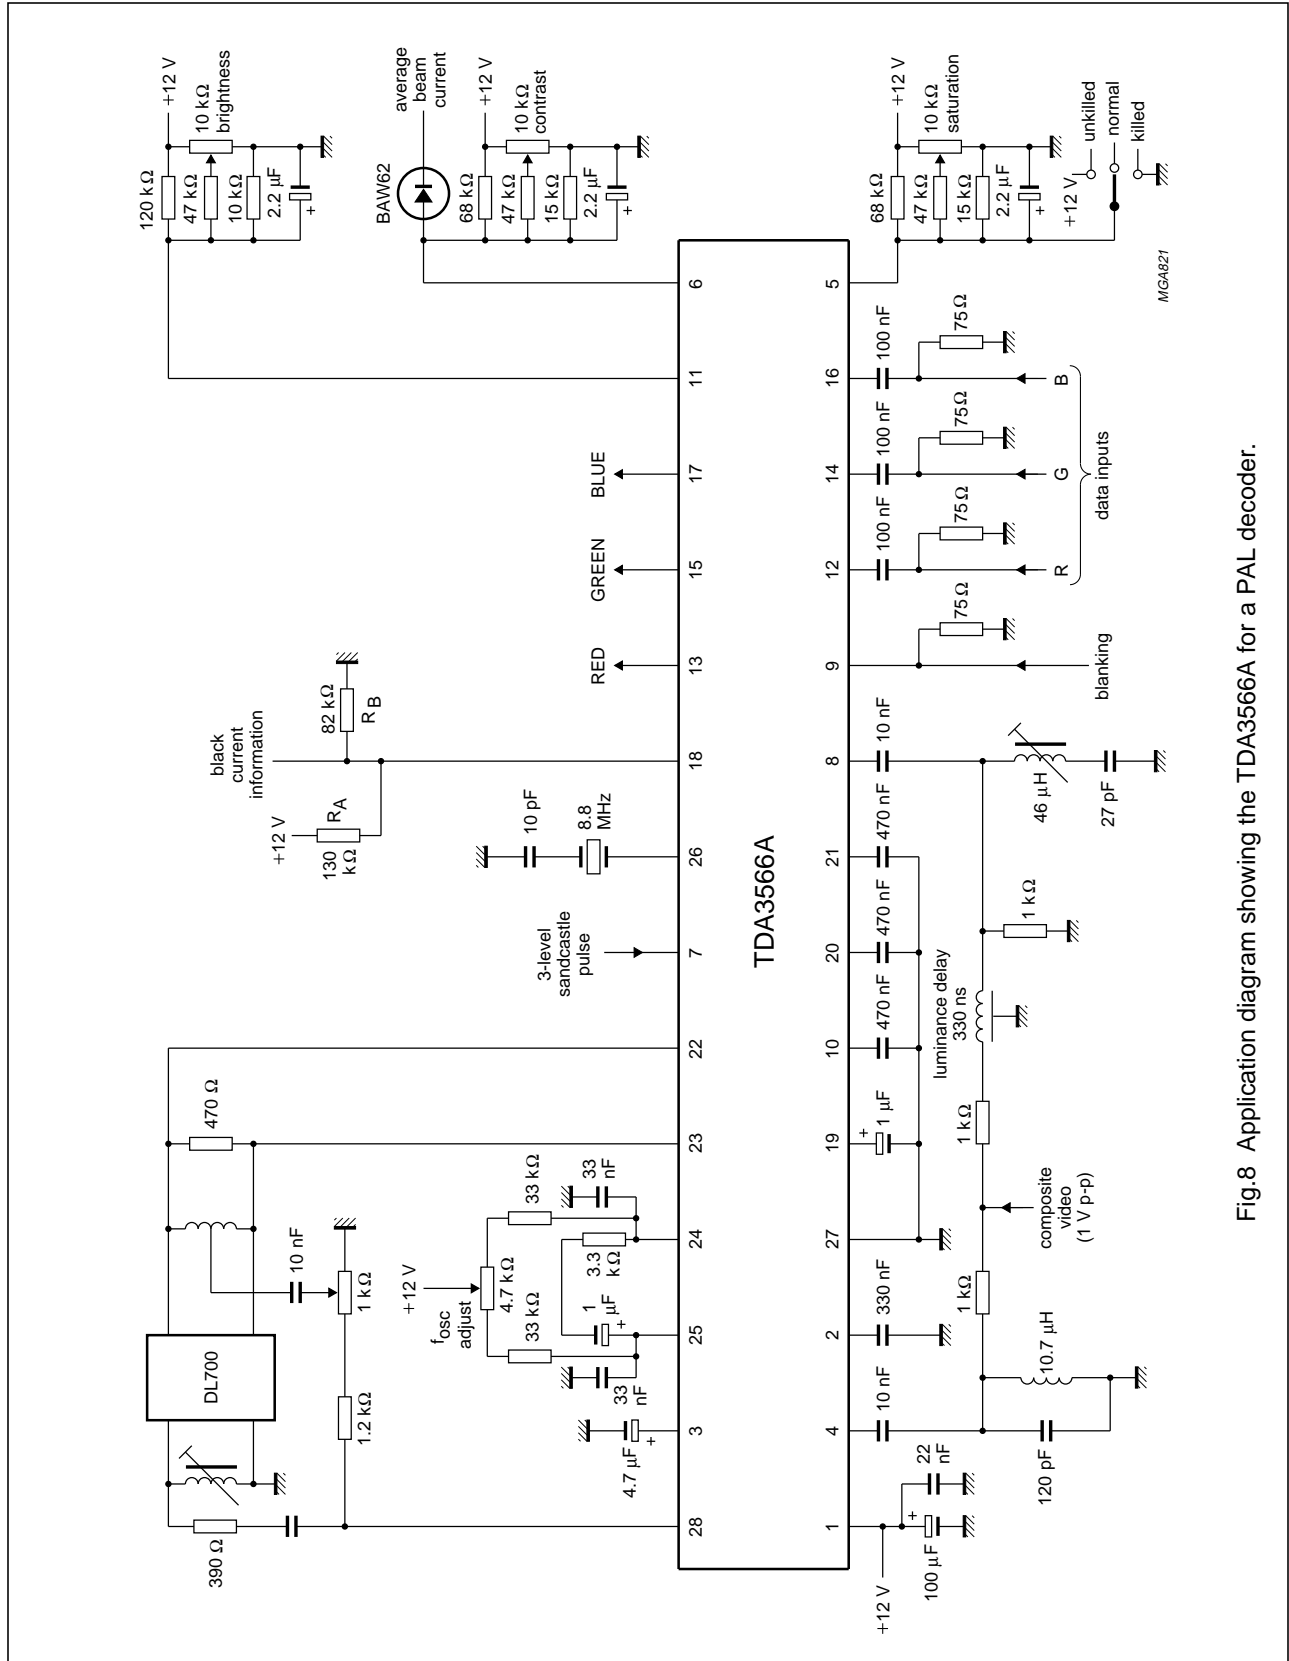 +12 V
120 kΩ
47 kΩ
10 kΩ
2.2 µF
+
10 kΩ
brightness
average
beam
current
BAW62
+12 V
68 kΩ
47 kΩ
15 kΩ
2.2 µF
+
10 kΩ
contrast
+12 V
68 kΩ
47 kΩ
15 kΩ
2.2 µF
+
10 kΩ
saturation
+12 V
unkilled
normal
killed
MGA821
390 Ω
DL700
470 Ω
1.2 kΩ
10 nF
1 kΩ
4.7 µF
+
33
nF
33 kΩ
fosc
adjust
+12 V
4.7 kΩ
1
µF
+
3.3
kΩ
33 kΩ
33
nF
3-level
sandcastle
pulse
10 pF
8.8
MHz
+12 V
130
kΩ
RA
black
current
information
82 kΩ
RB
RED
GREEN
BLUE
28
3
25
24
23
22
7
26
18
13
15
17
11
6
TDA3566A
1
4
2
27
19
10
20
21
8
9
12
14
16
5
+12 V
100 µF
+
22
nF
10 nF
330 nF
+
1 µF
470 nF
470 nF
470 nF
10 nF
100 nF
100 nF
100 nF
75 Ω
75 Ω
75 Ω
75 Ω
120 pF
10.7 µH
1 kΩ
composite
video
(1 V p-p)
1 kΩ
luminance delay
330 ns
1 kΩ
46 µH
27 pF
blanking
R
G
B
data inputs
Fig.8 Application diagram showing the TDA3566A for a PAL decoder.